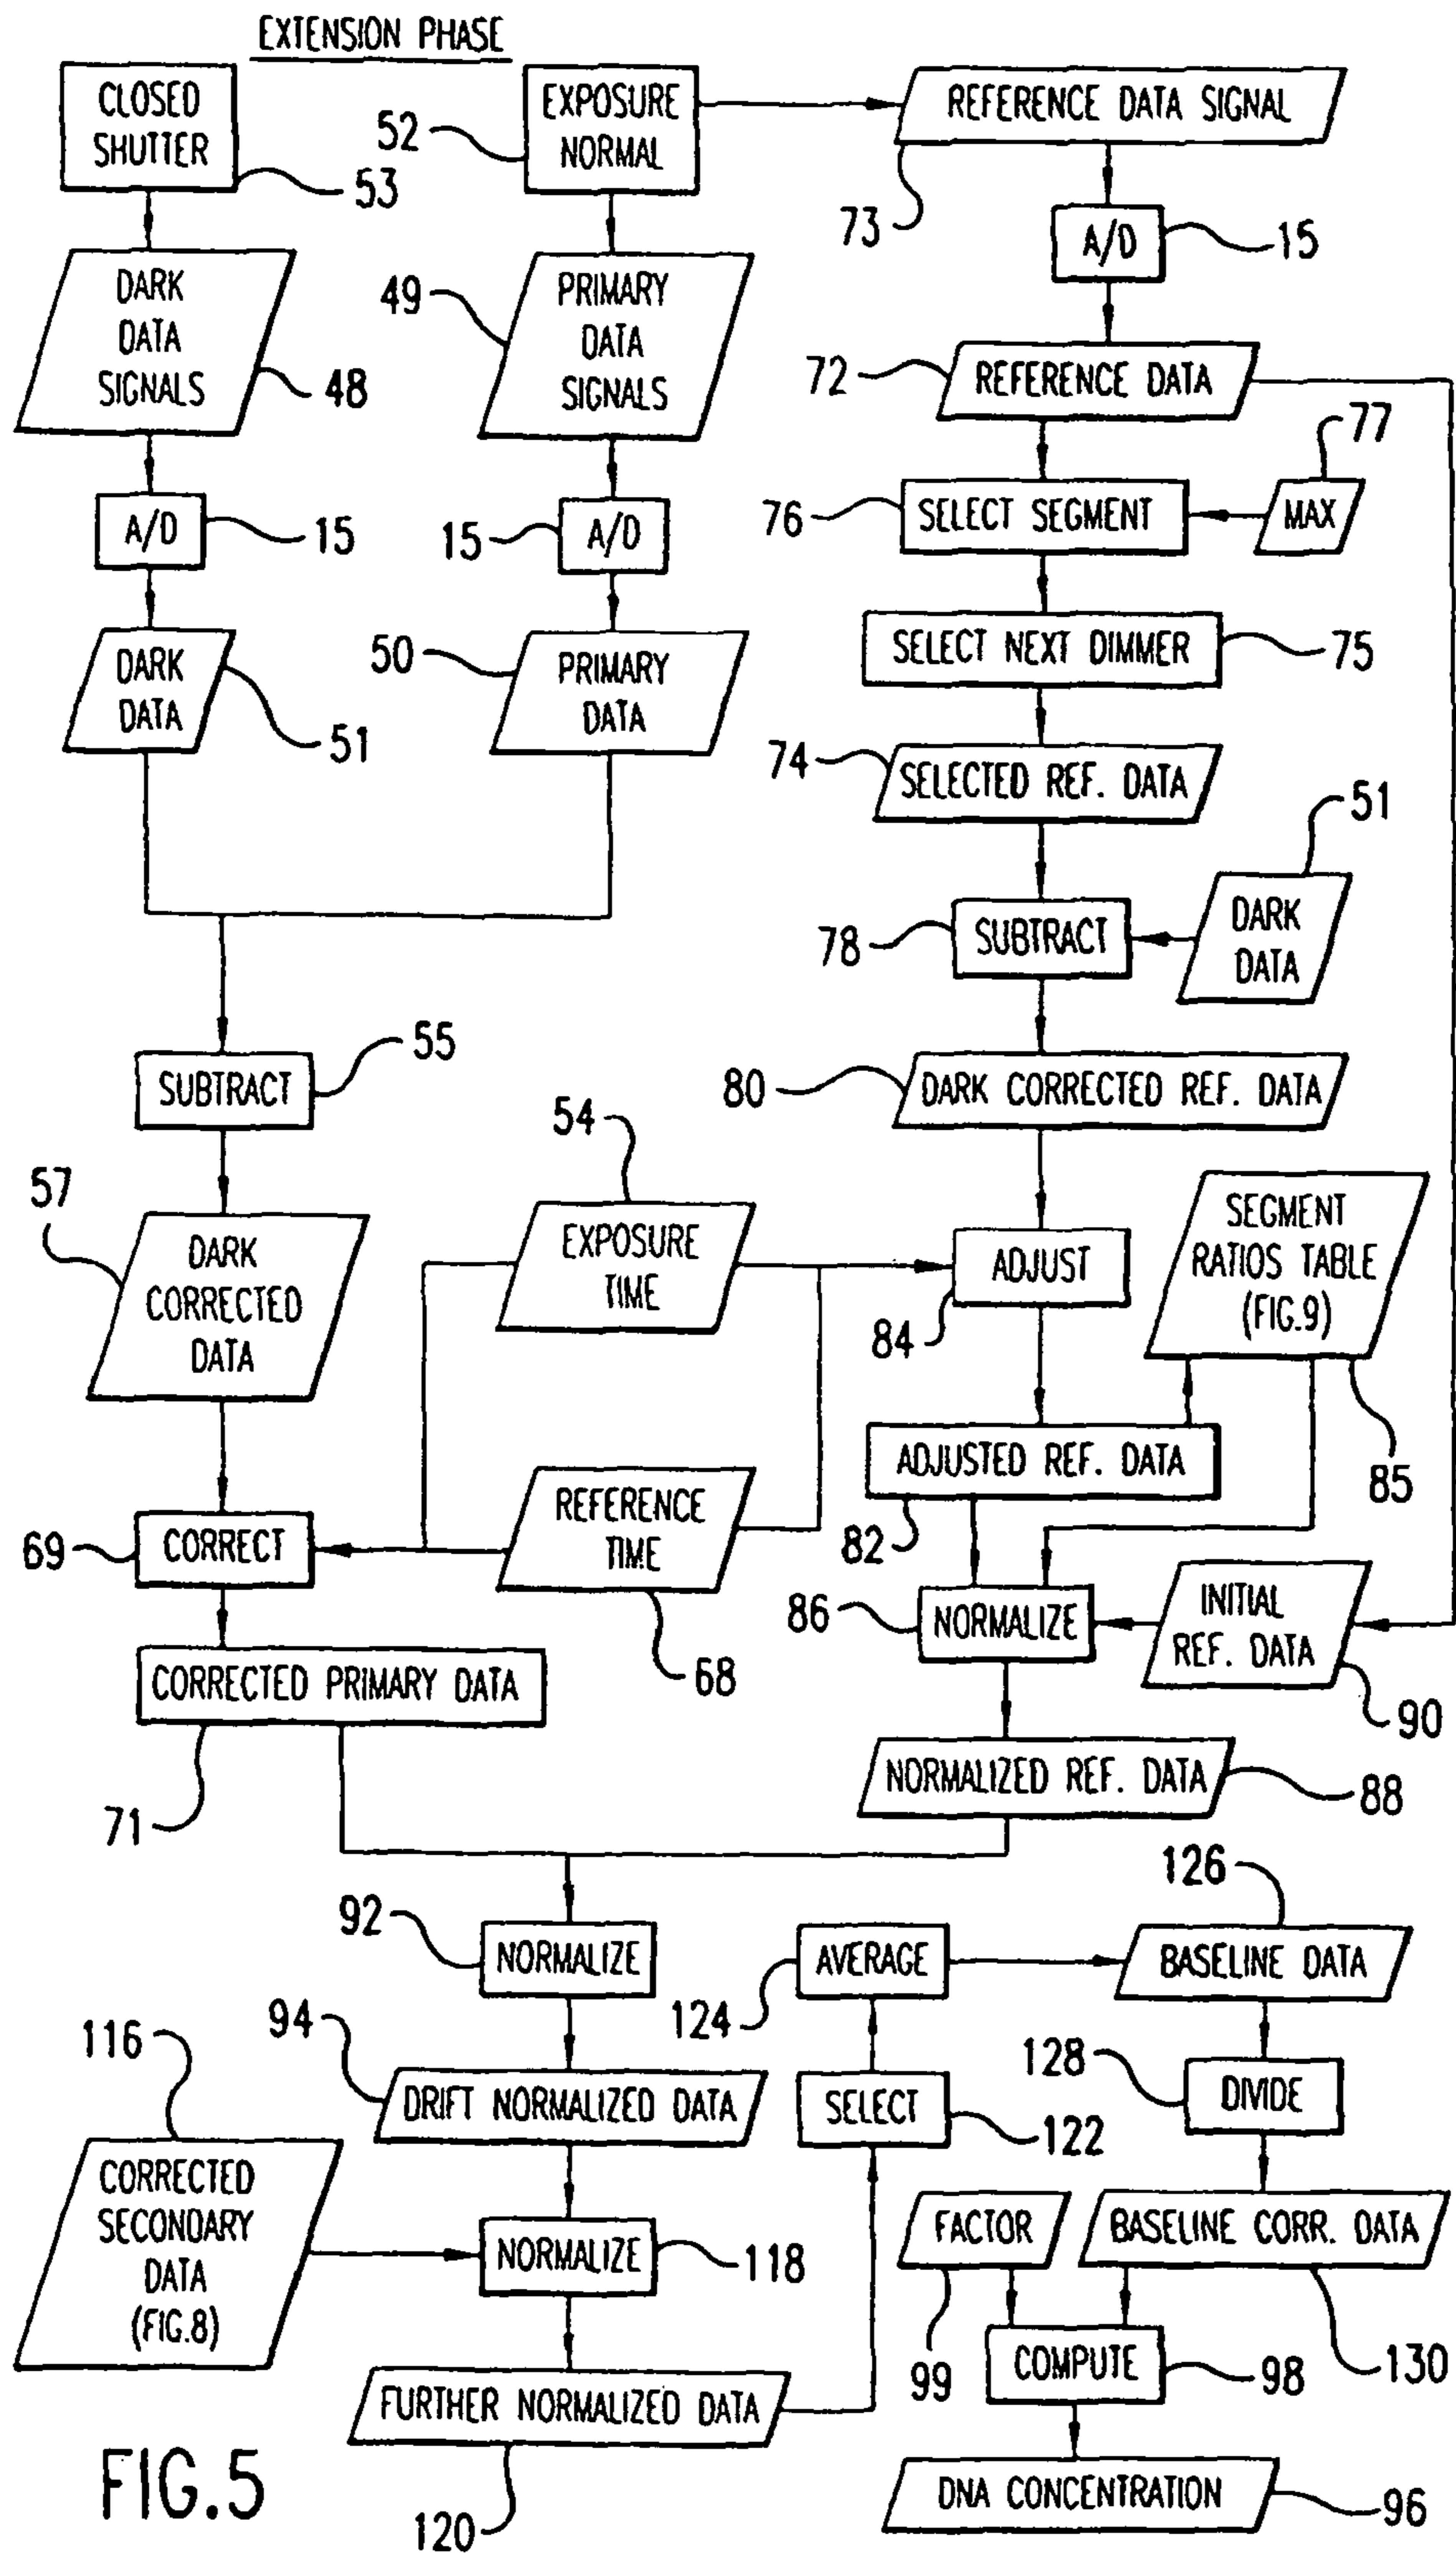 EXTENSION PHASE
CLOSED
SHUTTER
53
52
EXPOSURE
NORMAL
REFERENCE DATA SIGNAL
73
A/D
15
DARK
DATA
SIGNALS
48
49
PRIMARY
DATA
SIGNALS
72
REFERENCE DATA
77
A/D
15
15
A/D
76
SELECT SEGMENT
MAX
SELECT NEXT DIMMER
75
DARK
DATA
51
50
PRIMARY
DATA
74
SELECTED REF. DATA
51
78
SUBTRACT
DARK
DATA
SUBTRACT
55
80
DARK CORRECTED REF. DATA
57
DARK
CORRECTED
DATA
54
EXPOSURE
TIME
ADJUST
84
SEGMENT
RATIOS TABLE
(FIG.9)
85
ADJUSTED REF. DATA
82
69
CORRECT
REFERENCE
TIME
68
86
NORMALIZE
INITIAL
REF. DATA
90
CORRECTED PRIMARY DATA
71
NORMALIZED REF. DATA
88
92
NORMALIZE
AVERAGE
124
126
BASELINE DATA
116
94
DRIFT NORMALIZED DATA
SELECT
122
128
DIVIDE
CORRECTED
SECONDARY
DATA
(FIG.8)
NORMALIZE
118
FACTOR
99
BASELINE CORR. DATA
130
COMPUTE
98
FURTHER NORMALIZED DATA
120
DNA CONCENTRATION
96
FIG.5